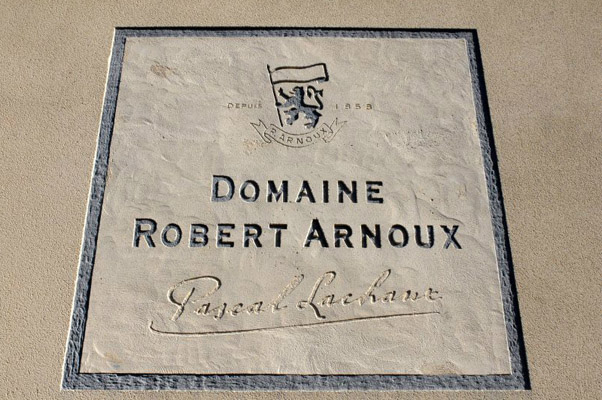 DEPUIS 1858
R. ARNOUX
DOMAINE
ROBERT ARNOUX
Pascal Lachaux